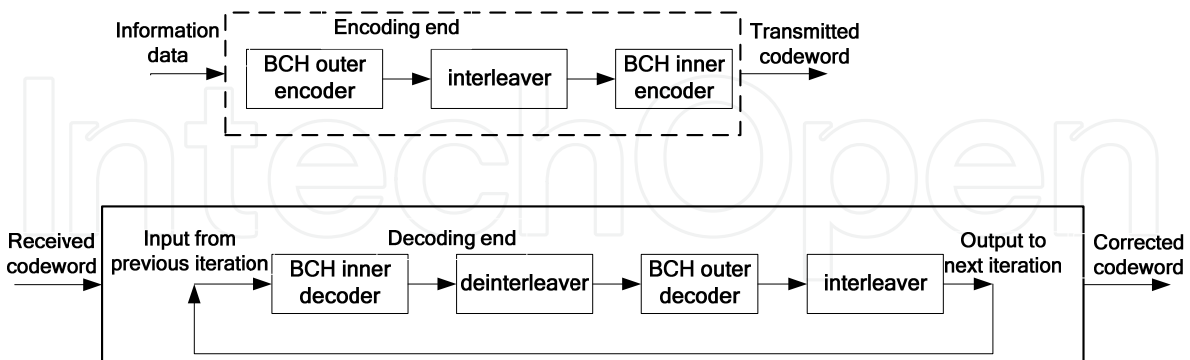 Information
data
Encoding end
Transmitted
codeword
BCH outer
encoder
interleaver
BCH inner
encoder
IntechOpen
Received
codeword
Input from
previous iteration
Decoding end
Output to
next iteration
Corrected
codeword
BCH inner
decoder
deinterleaver
BCH outer
decoder
interleaver